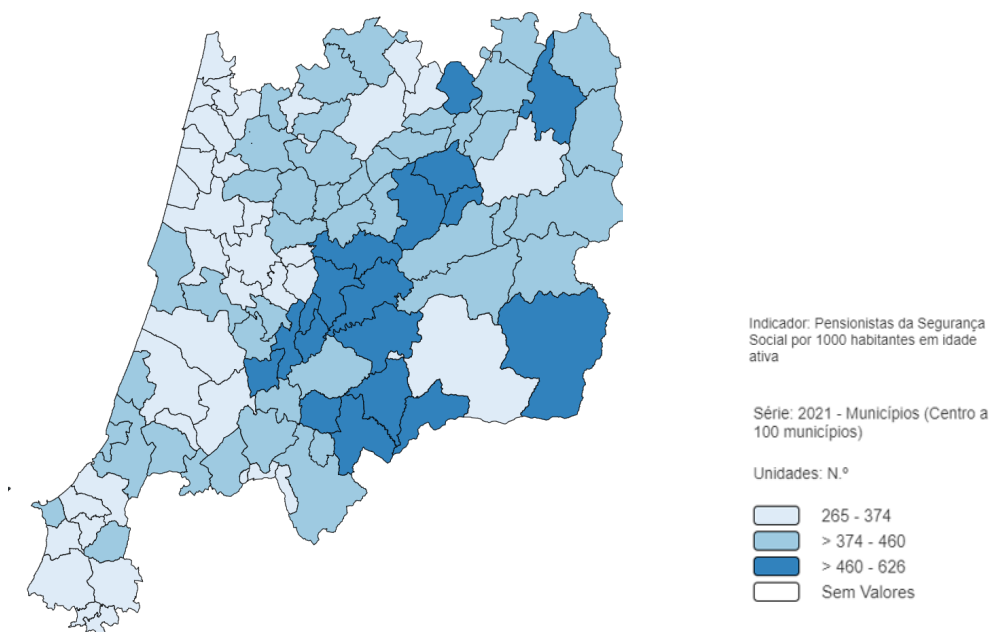 Indicador: Pensionistas da Segurança
Social por 1000 habitantes em idade
ativa
Série: 2021 - Municípios (Centro a
100 municípios)
Unidades: N.º
265 - 374
> 374 - 460
> 460 - 626
Sem Valores